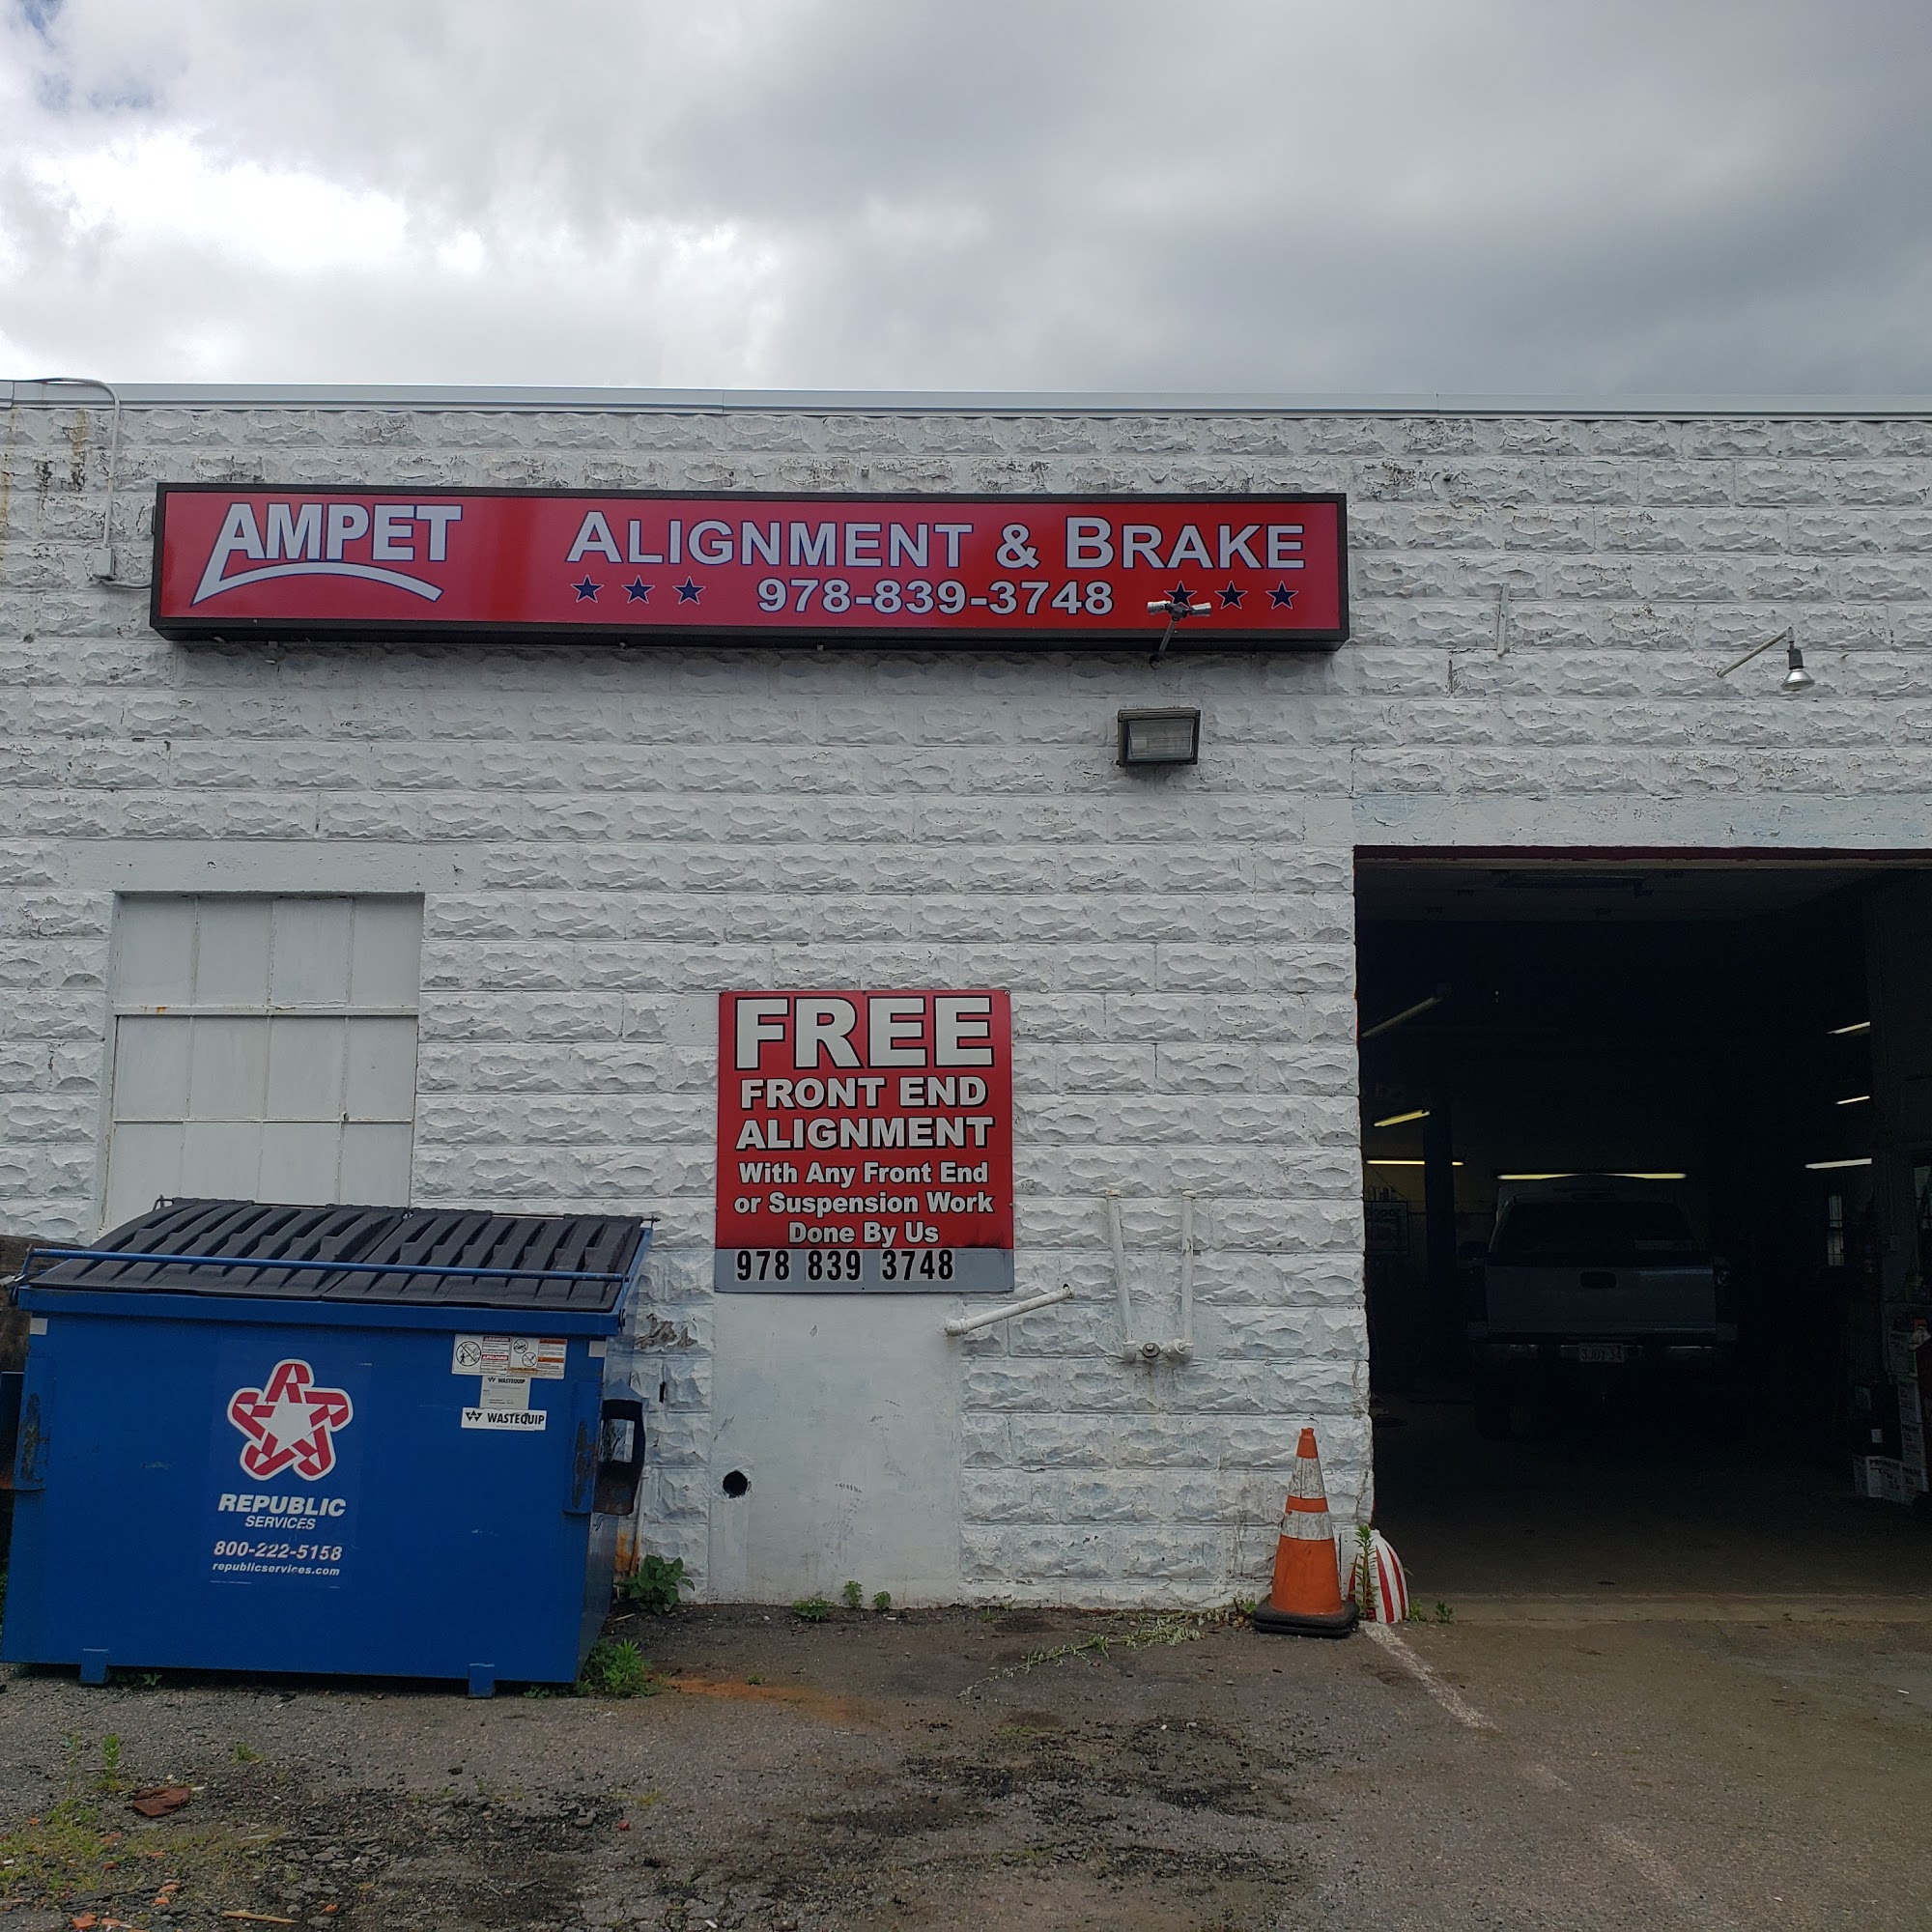 AMPET
ALIGNMENT & BRAKE
978-839-3748
FREE
FRONT END
ALIGNMENT
With Any Front End
or Suspension Work
Done By Us
978 839 3748
WASTEQUIP
WASTEQUIP
REPUBLIC
SERVICES
800-222-5158
republicservices.com